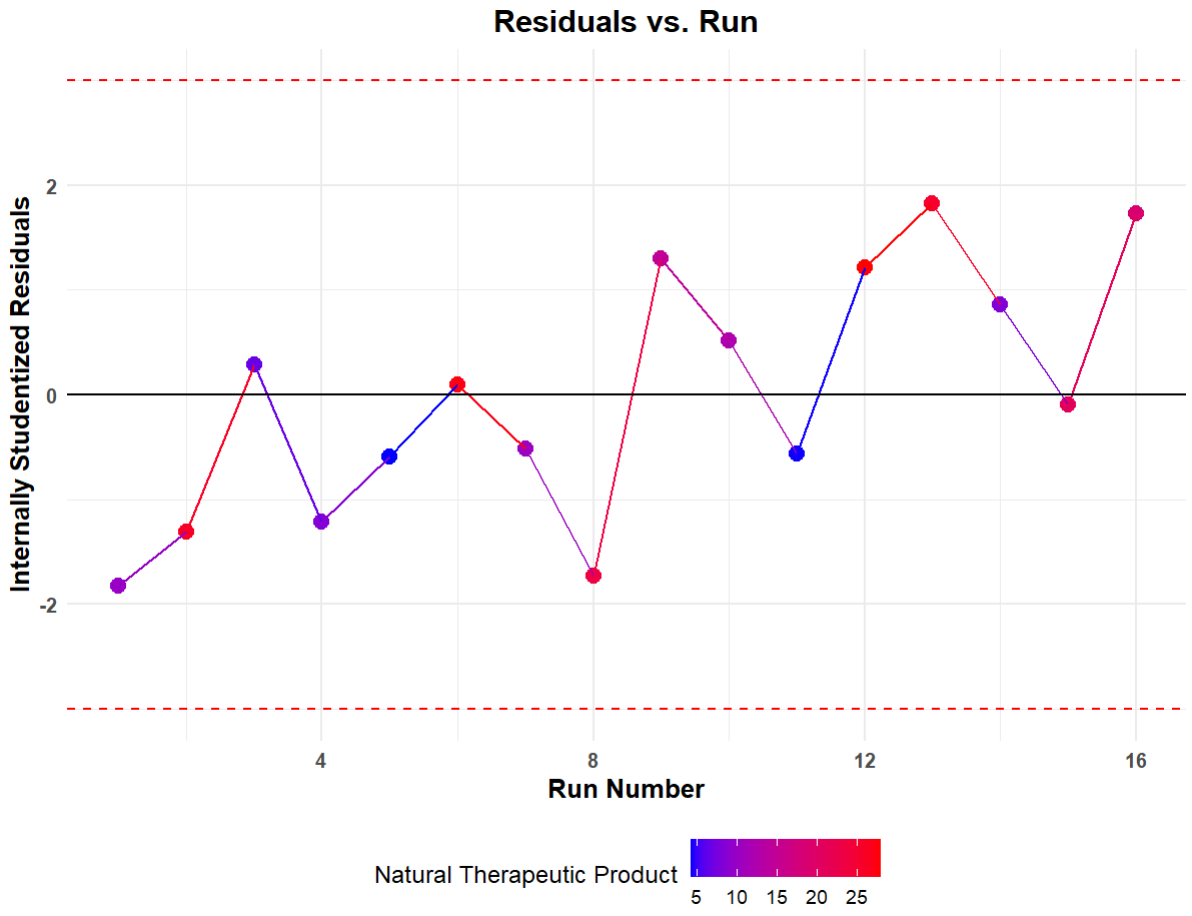 Residuals vs. Run
Internally Studentized Residuals
2
0
-2
4 8 12 16
Run Number
Natural Therapeutic Product
5 10 15 20 25